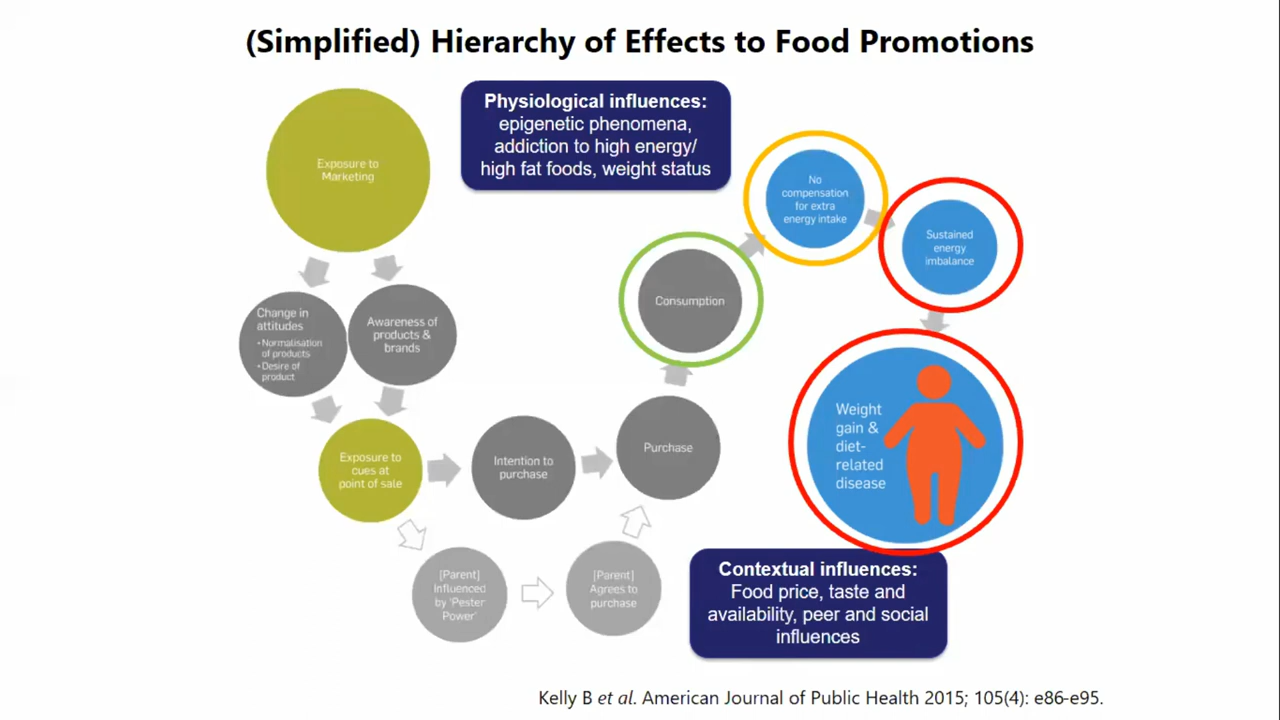 (Simplified) Hierarchy of Effects to Food Promotions
Exposure to
Marketing
Physiological influences:
epigenetic phenomena,
addiction to high energy/
high fat foods, weight status
Change in
attitudes
• Normalisation
of products
• Desire of
product
Awareness of
products &
brands
Exposure to
cues at
point of sale
Intention to
purchase
[Parent]
Influenced
by 'Pester
Power'
[Parent]
Agrees to
purchase
Purchase
Consumption
No
compensation
for extra
energy intake
Sustained
energy
imbalance
Weight
gain &
diet-
related
disease
Contextual influences:
Food price, taste and
availability, peer and social
influences
Kelly B et al. American Journal of Public Health 2015; 105(4): e86-e95.